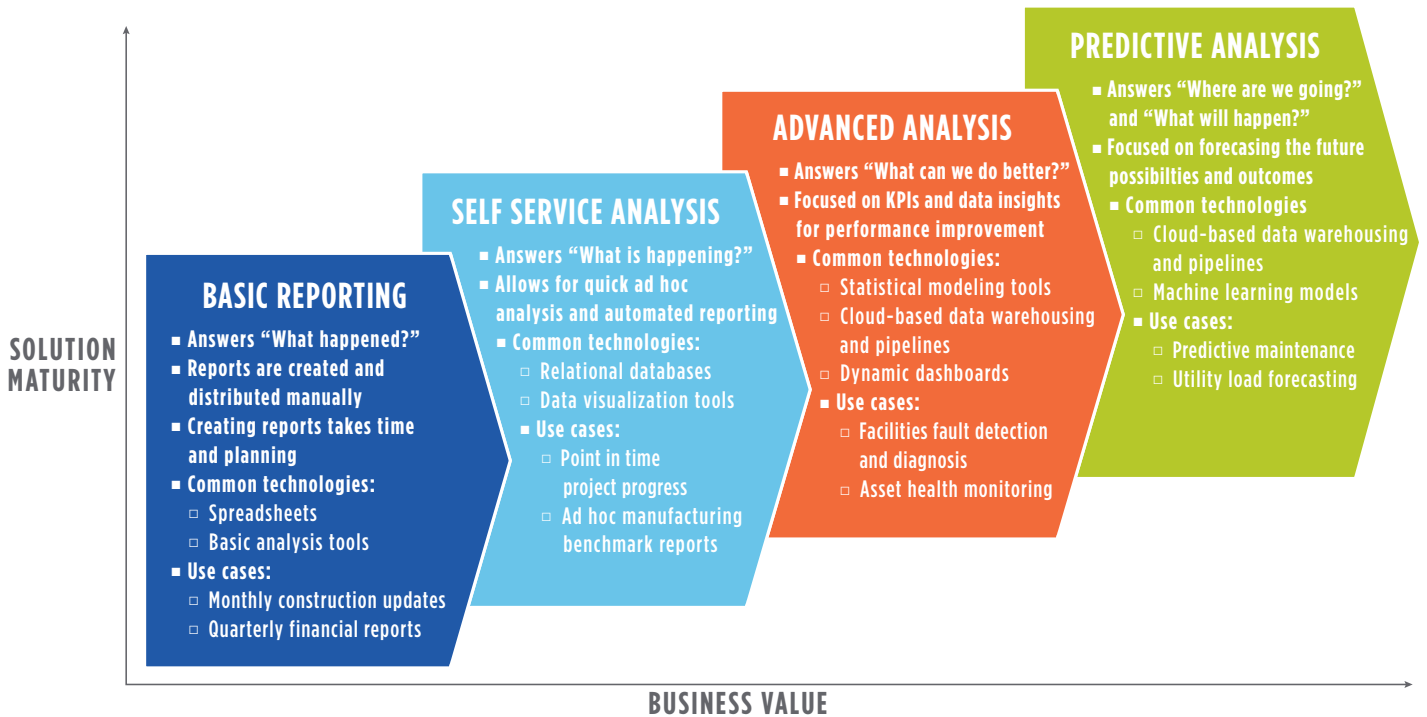 SOLUTION
MATURITY
BASIC REPORTING
■ Answers “What happened?”
■ Reports are created and
distributed manually
■ Creating reports takes time
and planning
■ Common technologies:
□ Spreadsheets
□ Basic analysis tools
■ Use cases:
□ Monthly construction updates
□ Quarterly financial reports
SELF SERVICE ANALYSIS
■ Answers “What is happening?”
■ Allows for quick ad hoc
analysis and automated reporting
■ Common technologies:
□ Relational databases
□ Data visualization tools
■ Use cases:
□ Point in time
project progress
□ Ad hoc manufacturing
benchmark reports
ADVANCED ANALYSIS
■ Answers “What can we do better?”
■ Focused on KPIs and data insights
for performance improvement
■ Common technologies:
□ Statistical modeling tools
□ Cloud-based data warehousing
and pipelines
□ Dynamic dashboards
■ Use cases:
□ Facilities fault detection
and diagnosis
□ Asset health monitoring
PREDICTIVE ANALYSIS
■ Answers “Where are we going?”
and “What will happen?”
■ Focused on forecasing the future
possibilties and outcomes
■ Common technologies
□ Cloud-based data warehousing
and pipelines
□ Machine learning models
■ Use cases:
□ Predictive maintenance
□ Utility load forecasting
BUSINESS VALUE